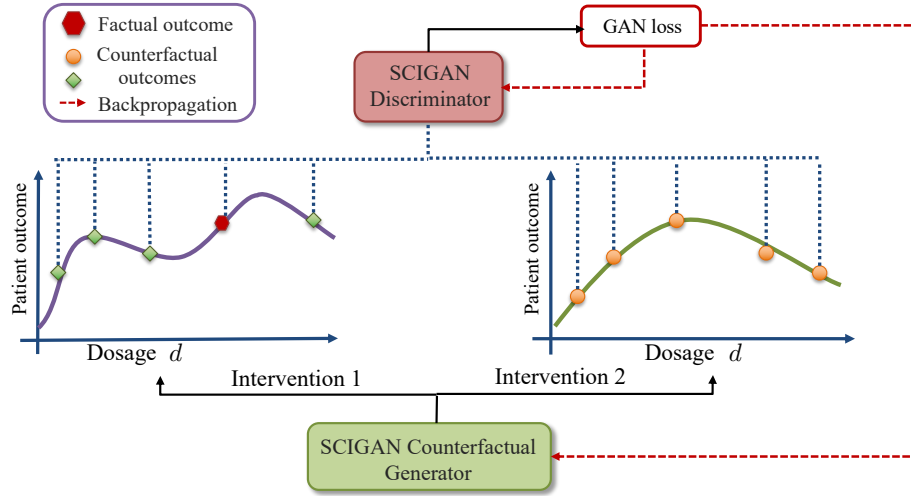 Factual outcome
Counterfactual
outcomes
Backpropagation
GAN loss
SCIGAN
Discriminator
Patient outcome
Dosage d
Patient outcome
Dosage d
Intervention 1
Intervention 2
SCIGAN Counterfactual
Generator